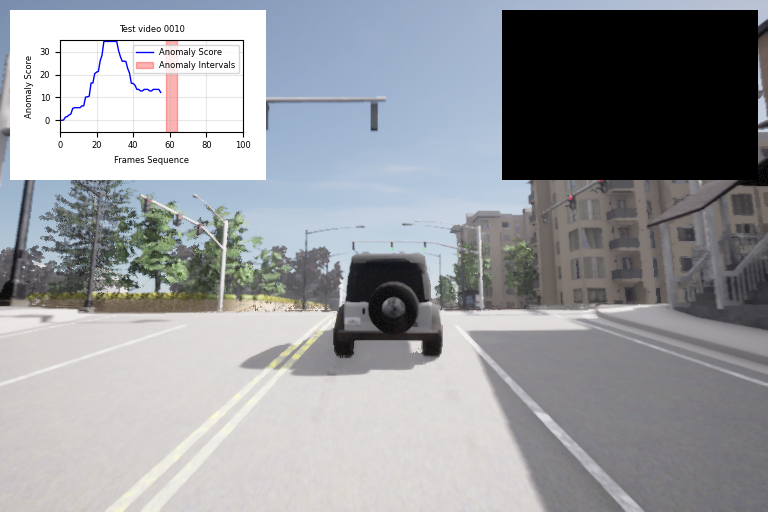 Test video 0010
Anomaly Score
30
20
10
0
Anomaly Score
Anomaly Intervals
0 20 40 60 80 100
Frames Sequence